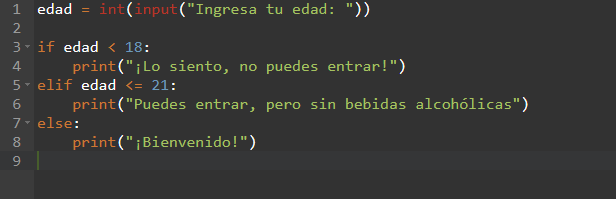 1 edad = int(input("Ingresa tu edad: "))
2
3 if edad < 18:
4     print("¡Lo siento, no puedes entrar!")
5 elif edad <= 21:
6     print("Puedes entrar, pero sin bebidas alcohólicas")
7 else:
8     print("¡Bienvenido!")
9